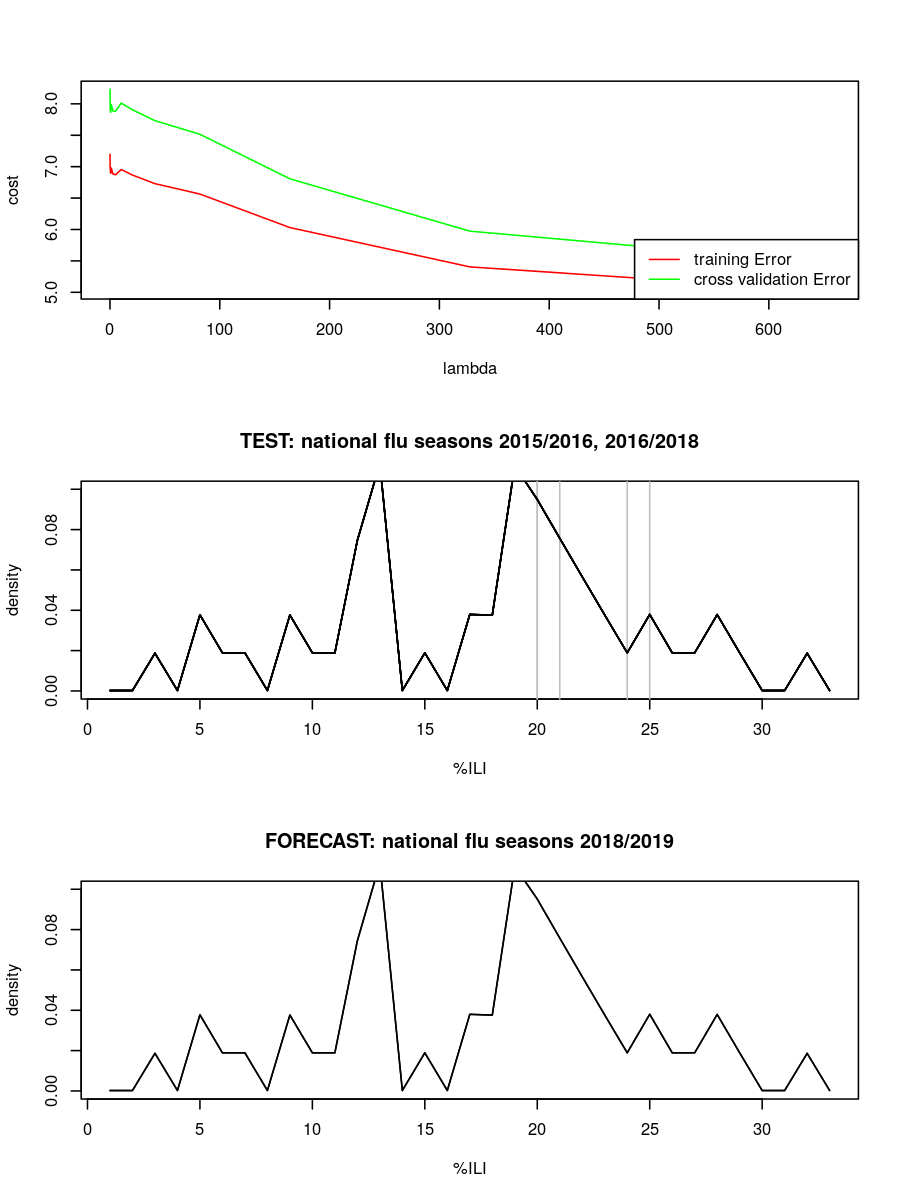 8.0
7.0
6.0
5.0
cost
training Error
cross validation Error
0 100 200 300 400 500 600
lambda
TEST: national flu seasons 2015/2016, 2016/2018
0.08
0.04
0.00
density
0 5 10 15 20 25 30
%ILI
FORECAST: national flu seasons 2018/2019
0.08
0.04
0.00
density
0 5 10 15 20 25 30
%ILI